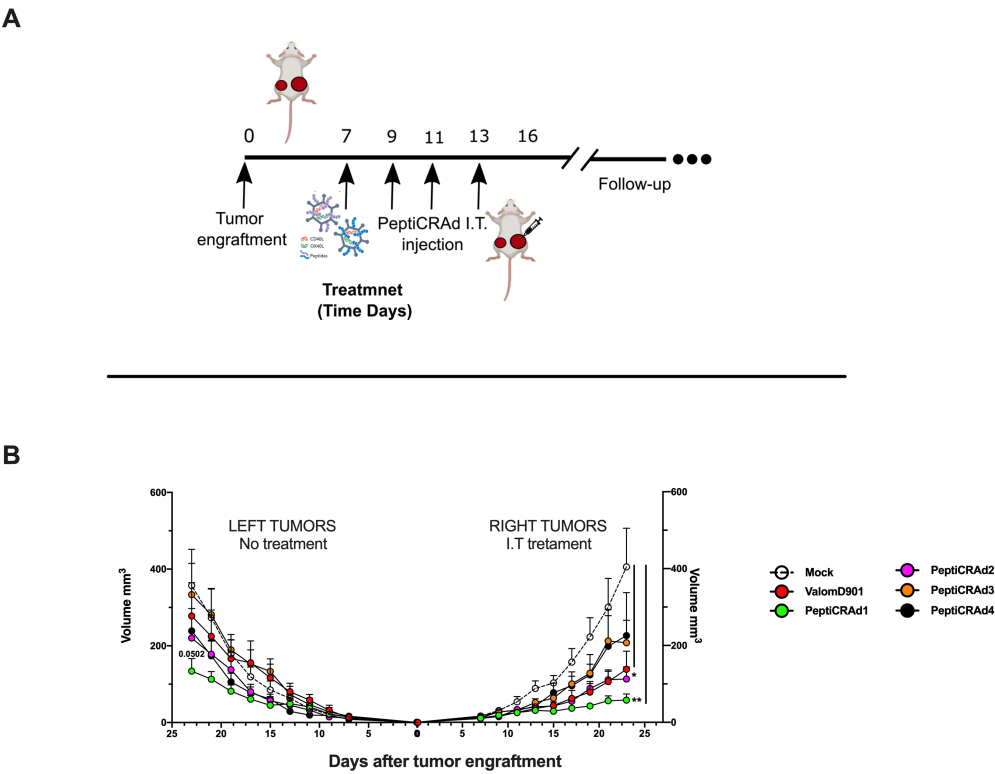 A
0 7 9 11 13 16
Follow-up
Tumor
engraftment
PeptiCRAd I.T.
injection
CD40L
OX40L
Peptides
Treatmnet
(Time Days)
B
600
400
200
0
Volume mm3
LEFT TUMORS
No treatment
0.0502
RIGHT TUMORS
I.T tretament
600
400
200
0
Volume mm3
*
**
25 20 15 10 5 0 5 10 15 20 25
Days after tumor engraftment
Mock
ValomD901
PeptiCRAd1
PeptiCRAd2
PeptiCRAd3
PeptiCRAd4